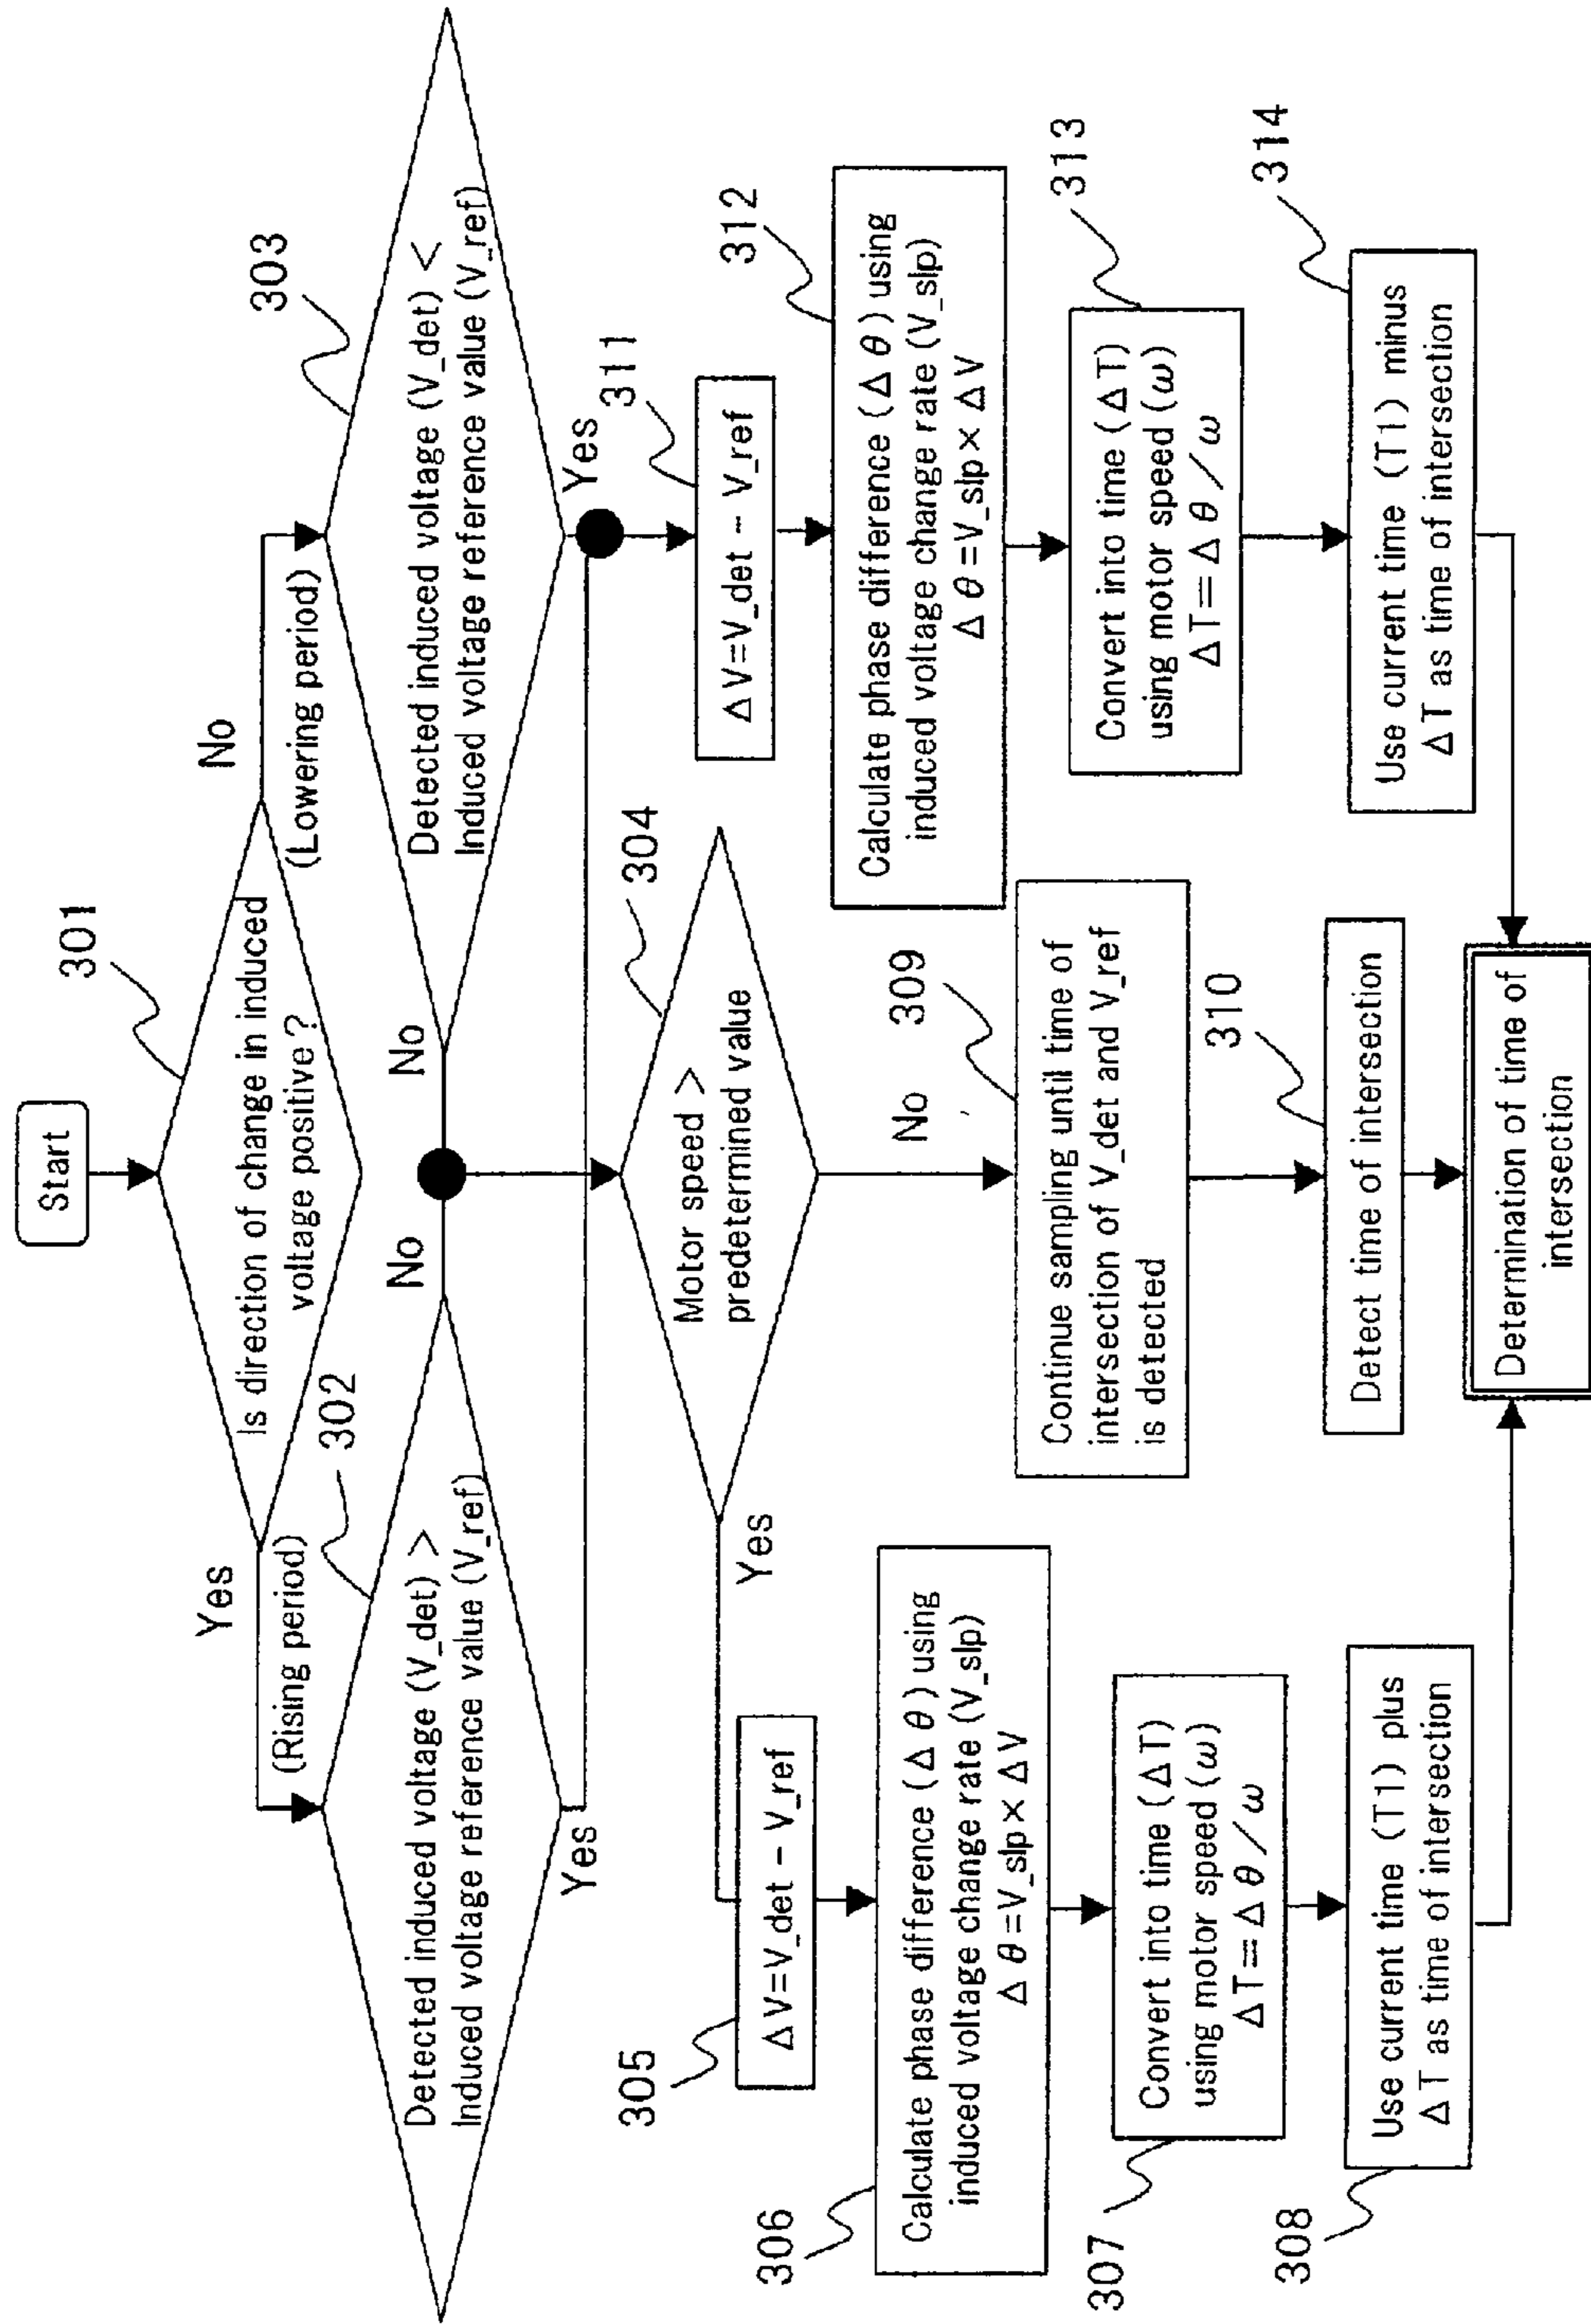 Start
301
Is direction of change in induced
voltage positive?
Yes
No
(Rising period)
(Lowering period)
302
303
Detected induced voltage (V_det) >
Induced voltage reference value (V_ref)
No
No
Detected induced voltage (V_det) <
Induced voltage reference value (V_ref)
Yes
Yes
304
Motor speed >
predetermined value
Yes
No
305
ΔV=V_det − V_ref
306
Calculate phase difference (Δθ) using
induced voltage change rate (V_slp)
Δθ=V_slp×ΔV
307
Convert into time (ΔT)
using motor speed (ω)
ΔT=Δθ/ω
308
Use current time (T1) plus
ΔT as time of intersection
309
Continue sampling until time of
intersection of V_det and V_ref
is detected
310
Detect time of intersection
311
ΔV=V_det − V_ref
312
Calculate phase difference (Δθ) using
induced voltage change rate (V_slp)
Δθ=V_slp×ΔV
313
Convert into time (ΔT)
using motor speed (ω)
ΔT=Δθ/ω
314
Use current time (T1) minus
ΔT as time of intersection
Determination of time of
intersection